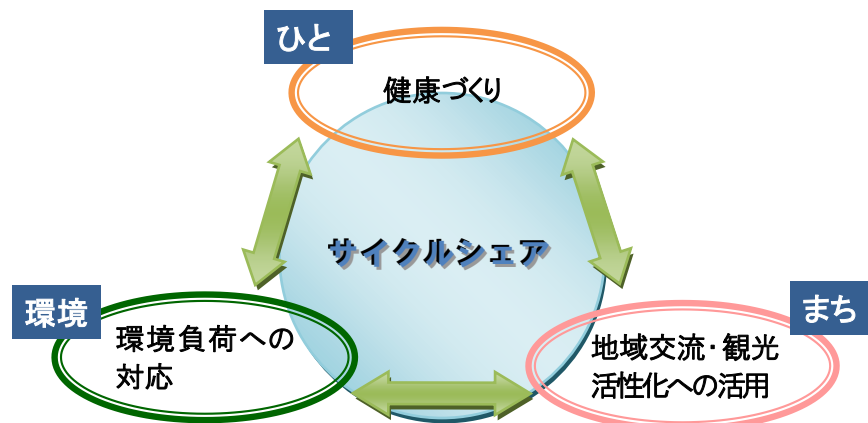 ひと
健康づくり
サイクルシェア
環境
環境負荷への
対応
まち
地域交流・観光
活性化への活用